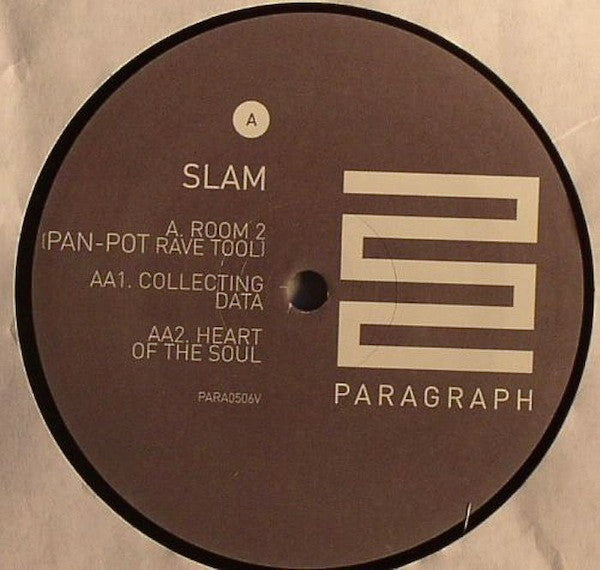 A
SLAM
A. ROOM 2
(PAN-POT RAVE TOOL)
AA1. COLLECTING
DATA
AA2. HEART
OF THE SOUL
PARA0506V
PARAGRAPH